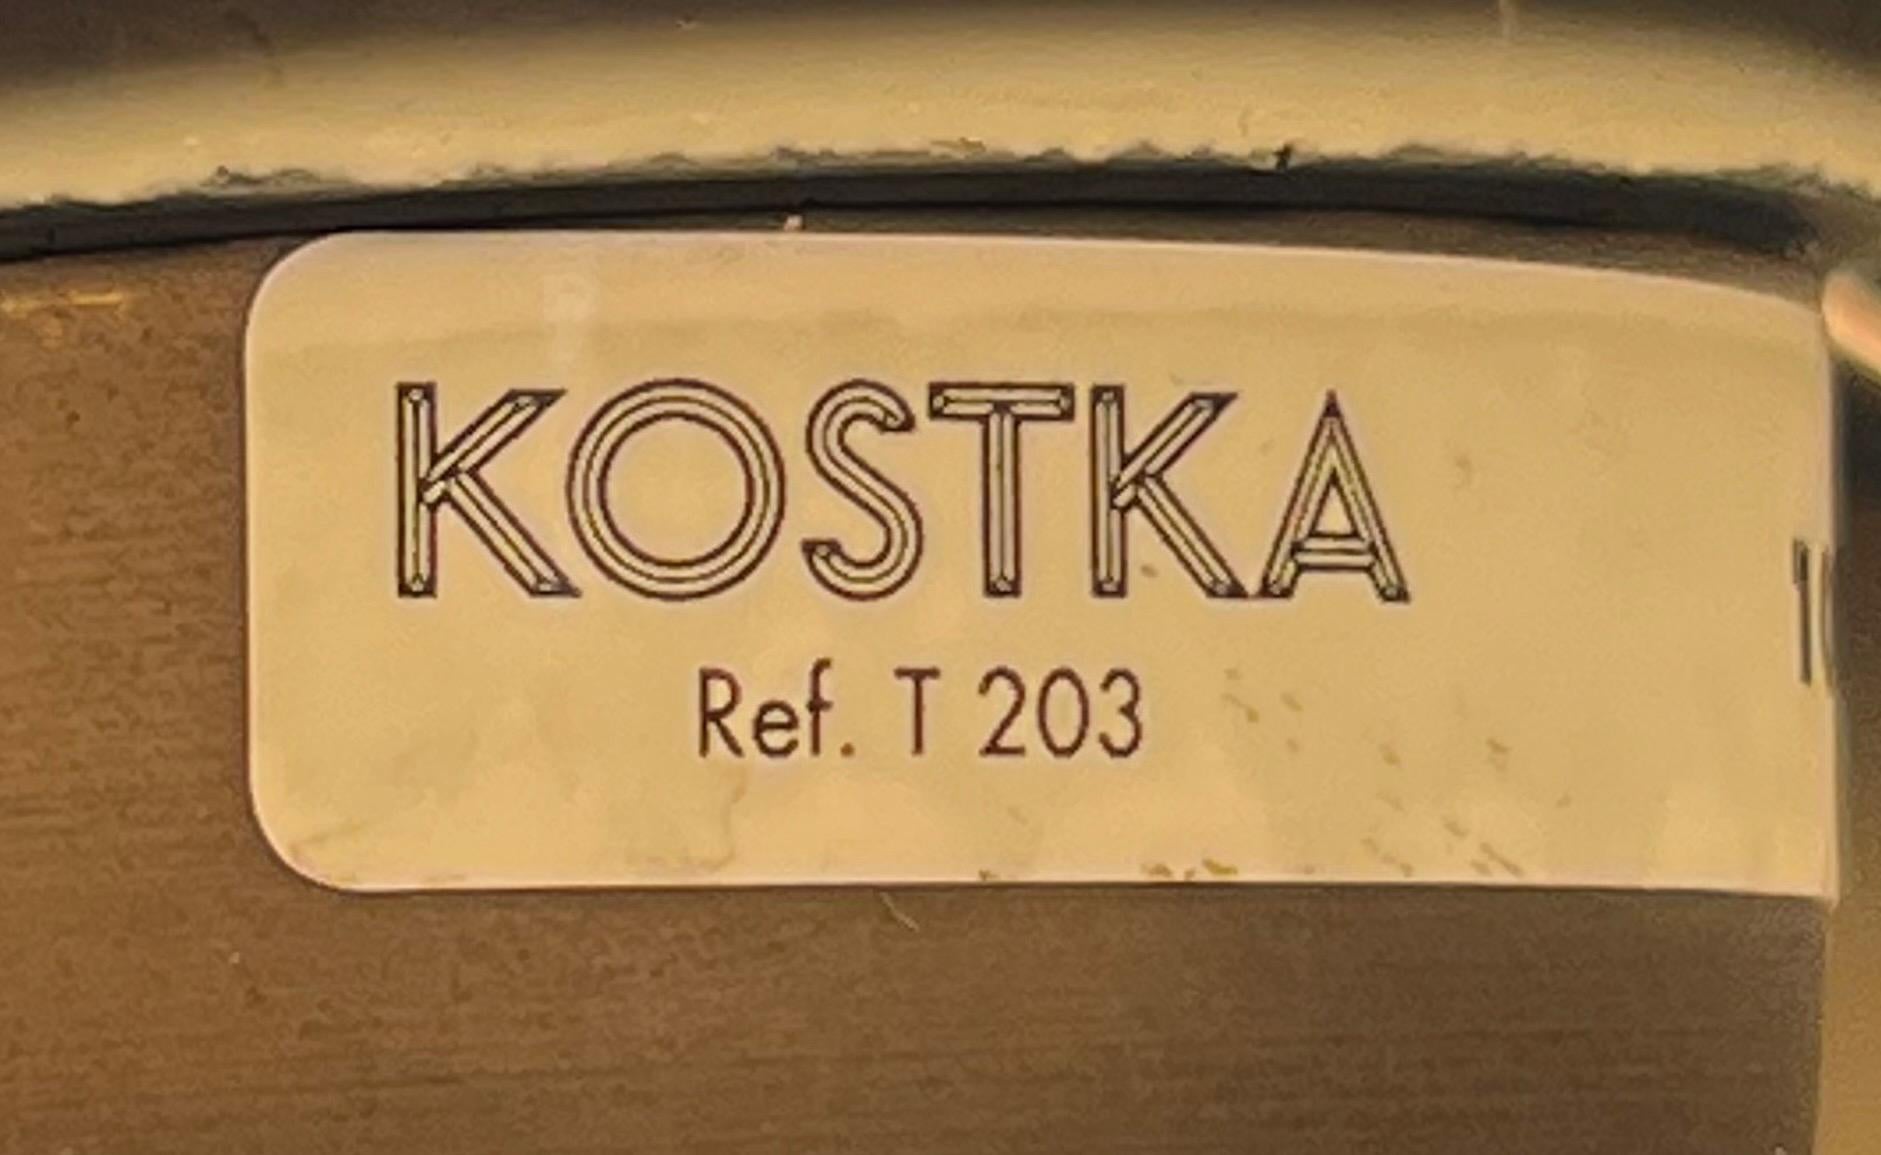 KOSTKA
Ref. T 203